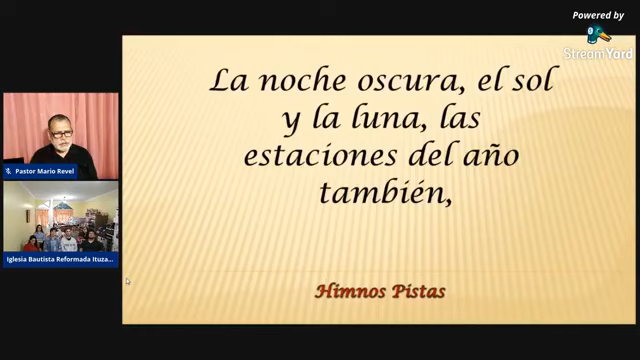 Powered by
StreamYard
La noche oscura, el sol
y la luna, las
estaciones del año
también,
Himnos Pistas
Pastor Mario Revel
Iglesia Bautista Reformada Ituza...